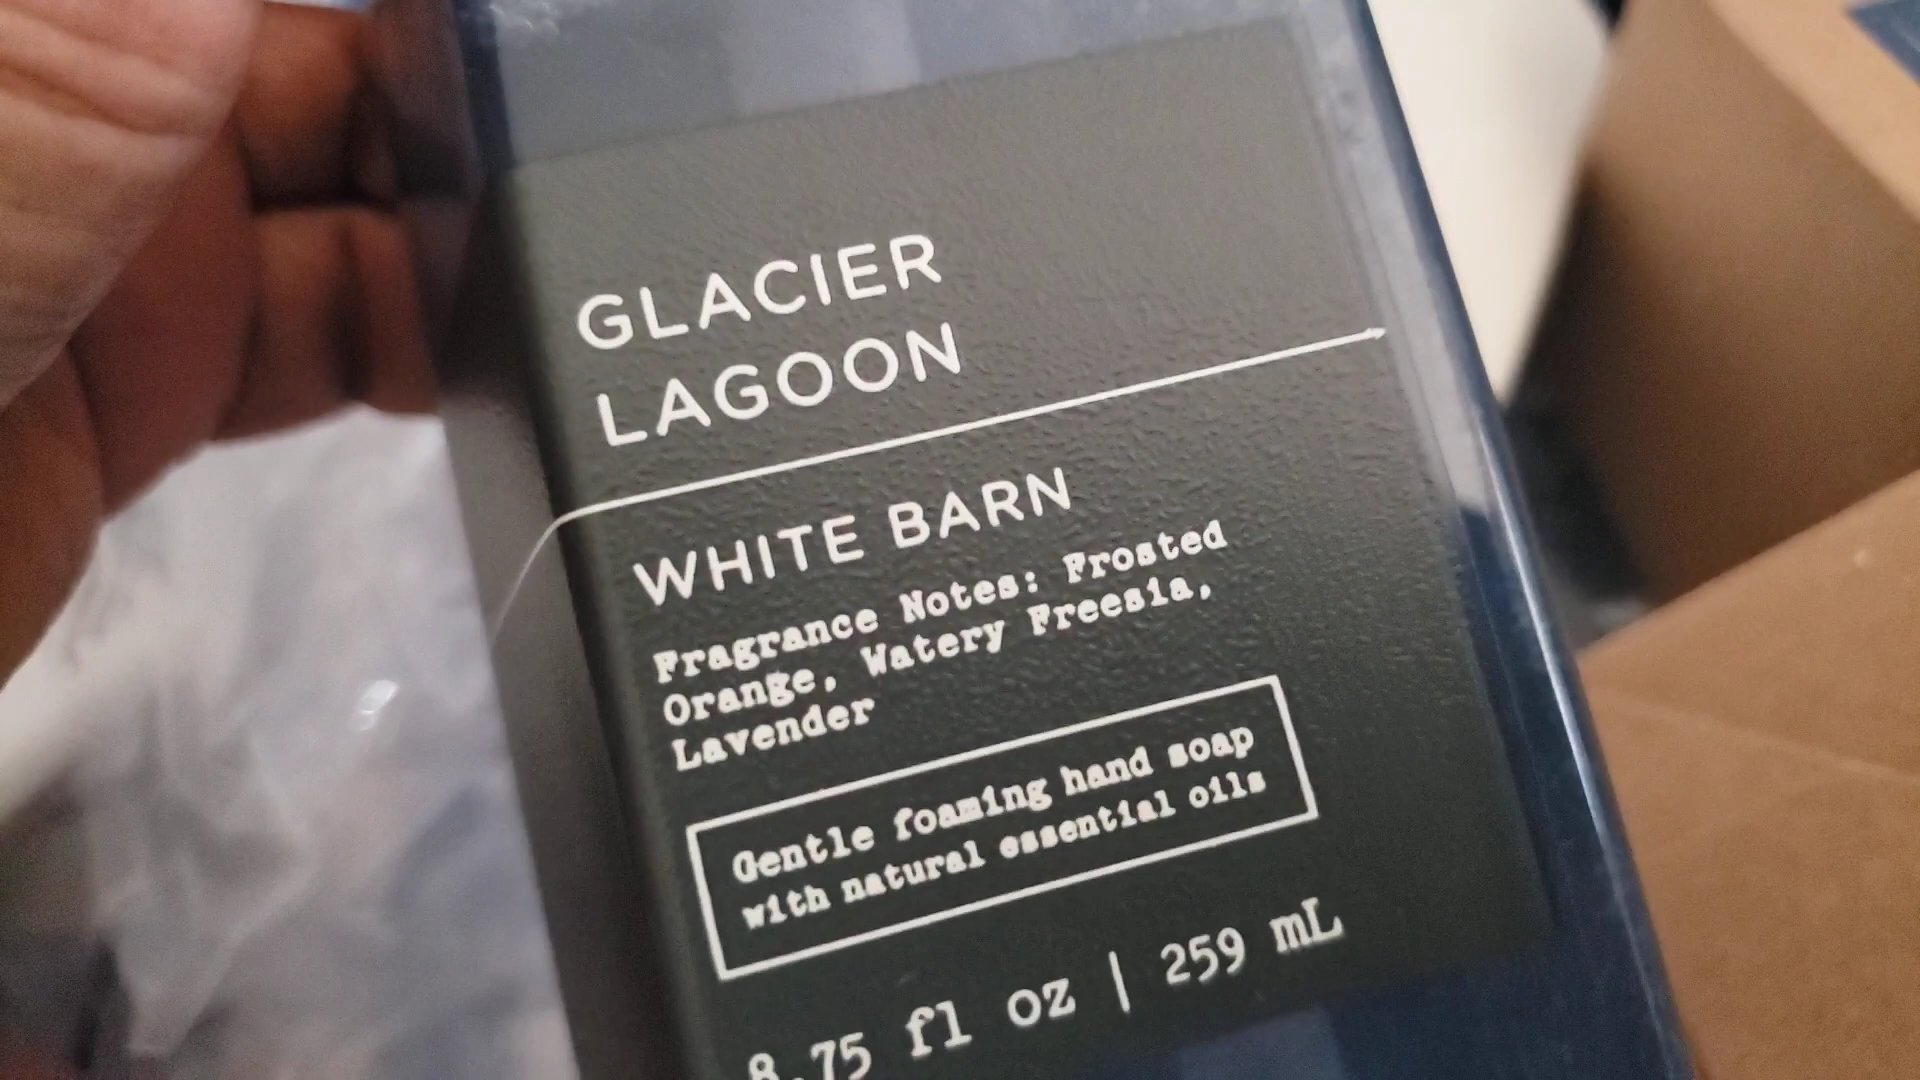 GLACIER
LAGOON
WHITE BARN
Fragrance Notes: Frosted
Orange, Watery Freesia,
Lavender
Gentle foaming hand soap
with natural essential oils
8.75 fl oz | 259 mL